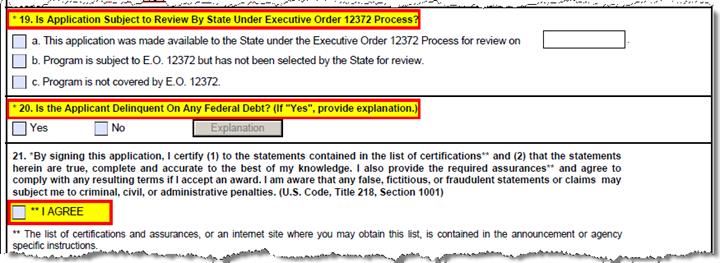 * 19. Is Application Subject to Review By State Under Executive Order 12372 Process?
a. This application was made available to the State under the Executive Order 12372 Process for review on .
b. Program is subject to E.O. 12372 but has not been selected by the State for review.
c. Program is not covered by E.O. 12372.
* 20. Is the Applicant Delinquent On Any Federal Debt? (If "Yes", provide explanation.)
Yes No Explanation
21. *By signing this application, I certify (1) to the statements contained in the list of certifications** and (2) that the statements
herein are true, complete and accurate to the best of my knowledge. I also provide the required assurances** and agree to
comply with any resulting terms if I accept an award. I am aware that any false, fictitious, or fraudulent statements or claims may
subject me to criminal, civil, or administrative penalties. (U.S. Code, Title 218, Section 1001)
** I AGREE
** The list of certifications and assurances, or an internet site where you may obtain this list, is contained in the announcement or agency
specific instructions.